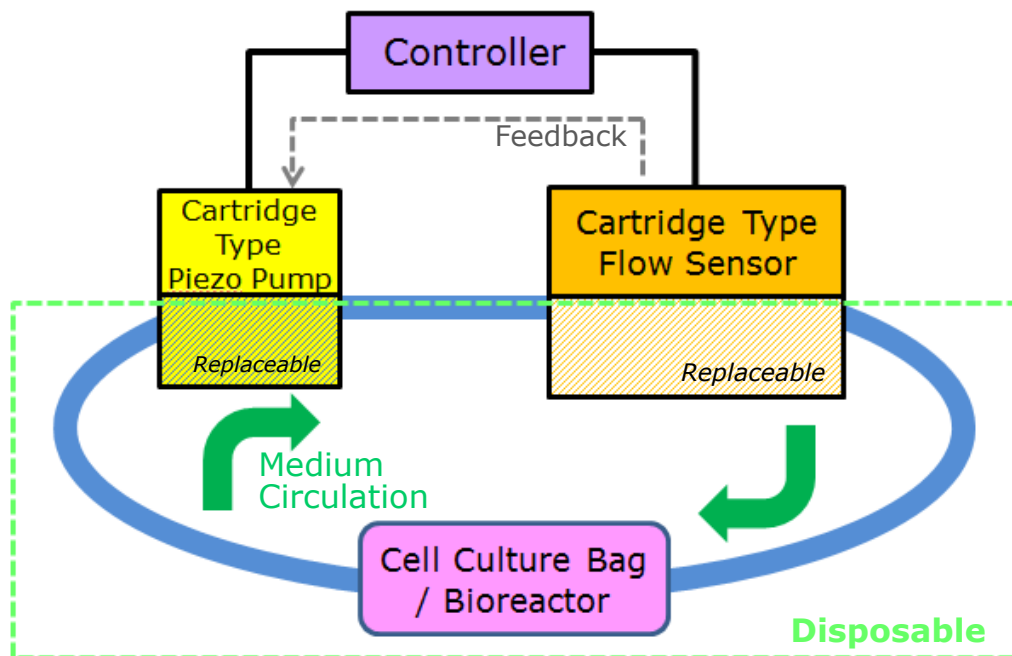 Controller
Feedback
Cartridge
Type
Piezo Pump
Cartridge Type
Flow Sensor
Replaceable
Replaceable
Medium
Circulation
Cell Culture Bag
/ Bioreactor
Disposable